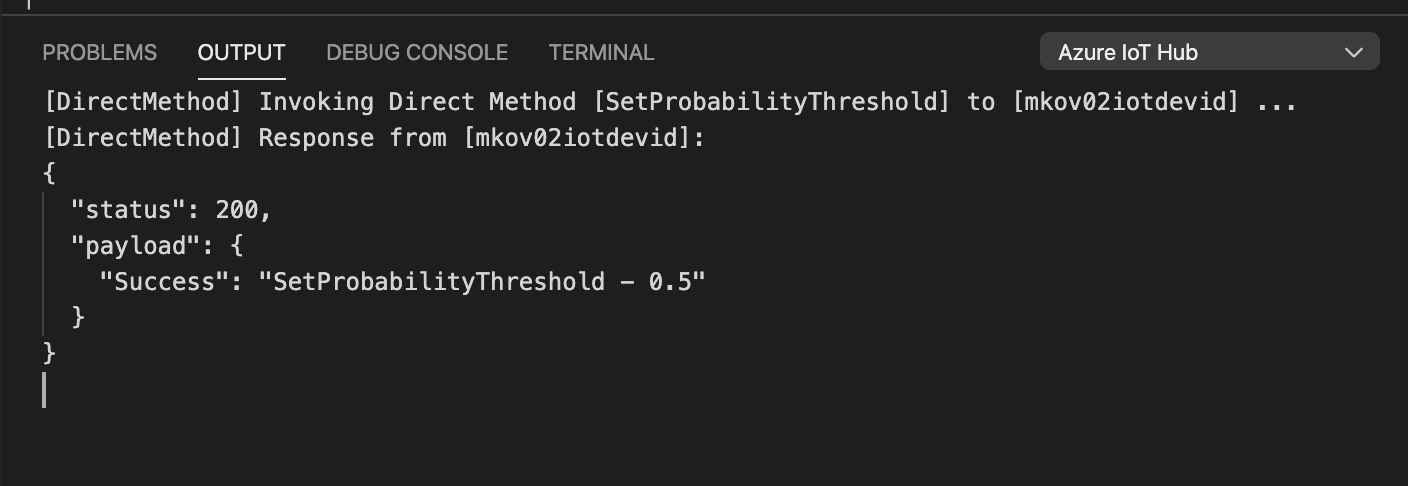 PROBLEMS OUTPUT DEBUG CONSOLE TERMINAL Azure IoT Hub
[DirectMethod] Invoking Direct Method [SetProbabilityThreshold] to [mkov02iotdevid] ...
[DirectMethod] Response from [mkov02iotdevid]:
{
  "status": 200,
  "payload": {
    "Success": "SetProbabilityThreshold - 0.5"
  }
}